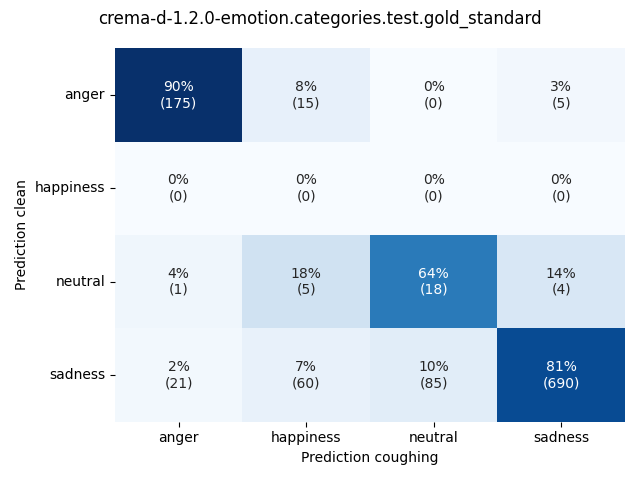 crema-d-1.2.0-emotion.categories.test.gold_standard
anger
90% 8% 0% 3%
(175) (15) (0) (5)
happiness
0% 0% 0% 0%
(0) (0) (0) (0)
neutral
4% 18% 64% 14%
(1) (5) (18) (4)
sadness
2% 7% 10% 81%
(21) (60) (85) (690)
Prediction clean
anger happiness neutral sadness
Prediction coughing